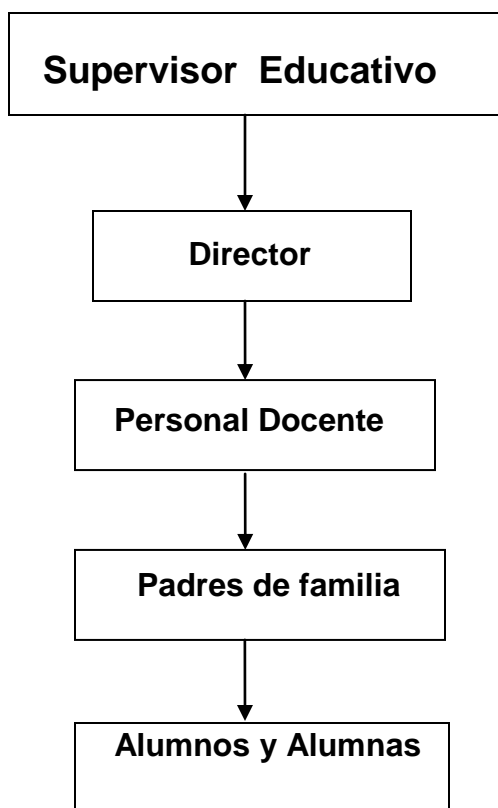 Supervisor Educativo
Director
Personal Docente
Padres de familia
Alumnos y Alumnas